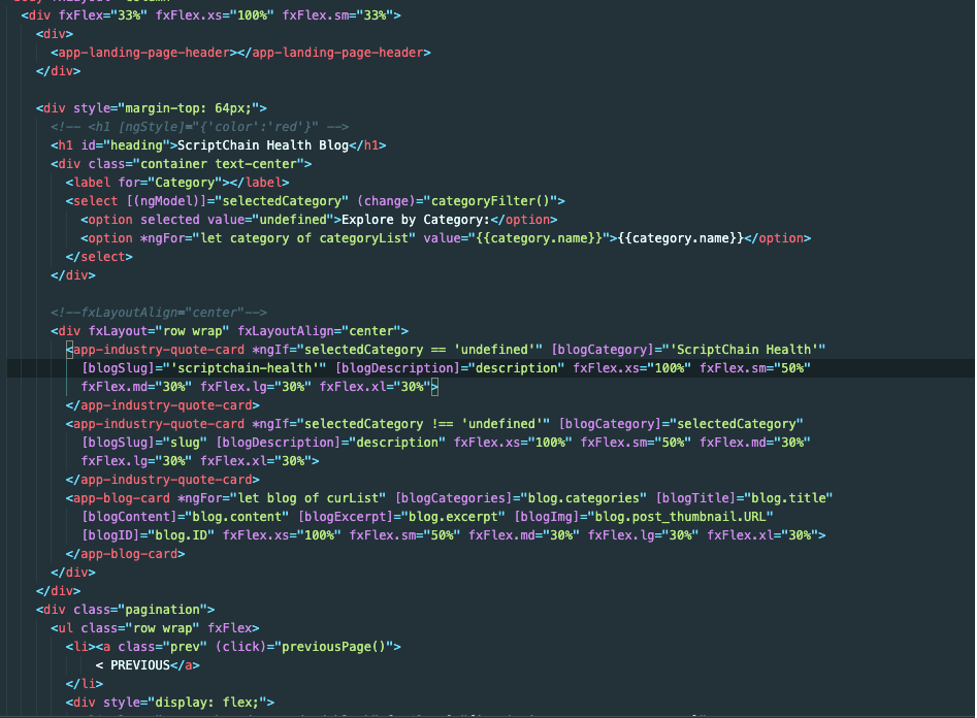 <div fxFlex="33%" fxFlex.xs="100%" fxFlex.sm="33%">
<div>
<app-landing-page-header></app-landing-page-header>
</div>
<div style="margin-top: 64px;">
<!-- <h1 [ngStyle]="{'color':'red'}" -->
<h1 id="heading">ScriptChain Health Blog</h1>
<div class="container text-center">
<label for="Category"></label>
<select [(ngModel)]="selectedCategory" (change)="categoryFilter()">
<option selected value="undefined">Explore by Category:</option>
<option *ngFor="let category of categoryList" value="{{category.name}}">{{category.name}}</option>
</select>
</div>
<!--fxLayoutAlign="center"-->
<div fxLayout="row wrap" fxLayoutAlign="center">
<app-industry-quote-card *ngIf="selectedCategory == 'undefined'" [blogCategory]="'ScriptChain Health'"
[blogSlug]="'scriptchain-health'" [blogDescription]="description" fxFlex.xs="100%" fxFlex.sm="50%"
fxFlex.md="30%" fxFlex.lg="30%" fxFlex.xl="30%">
</app-industry-quote-card>
<app-industry-quote-card *ngIf="selectedCategory !== 'undefined'" [blogCategory]="selectedCategory"
[blogSlug]="slug" [blogDescription]="description" fxFlex.xs="100%" fxFlex.sm="50%" fxFlex.md="30%"
fxFlex.lg="30%" fxFlex.xl="30%">
</app-industry-quote-card>
<app-blog-card *ngFor="let blog of curList" [blogCategories]="blog.categories" [blogTitle]="blog.title"
[blogContent]="blog.content" [blogExcerpt]="blog.excerpt" [blogImg]="blog.post_thumbnail.URL"
[blogID]="blog.ID" fxFlex.xs="100%" fxFlex.sm="50%" fxFlex.md="30%" fxFlex.lg="30%" fxFlex.xl="30%">
</app-blog-card>
</div>
</div>
<div class="pagination">
<ul class="row wrap" fxFlex>
<li><a class="prev" (click)="previousPage()">
< PREVIOUS</a>
</li>
<div style="display: flex;">